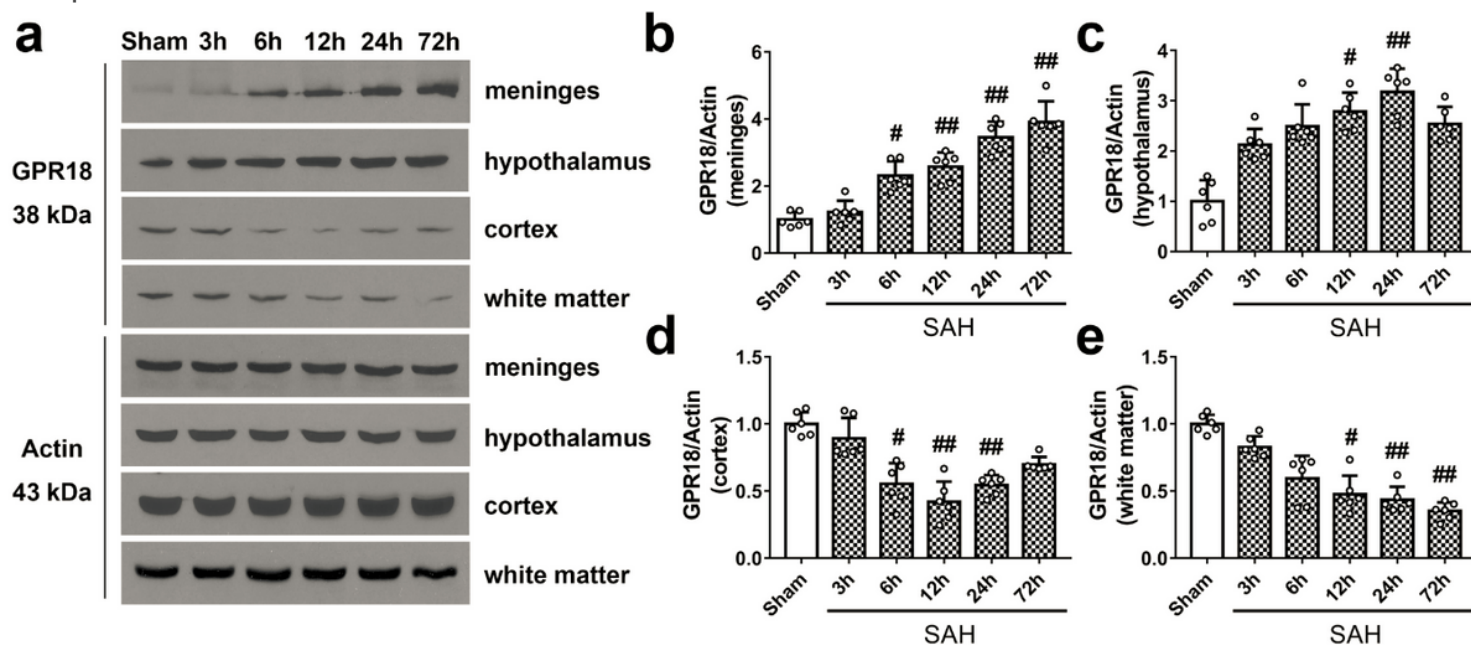 a
Sham 3h 6h 12h 24h 72h
GPR18
38 kDa
meninges
hypothalamus
cortex
white matter
Actin
43 kDa
meninges
hypothalamus
cortex
white matter
b
GPR18/Actin
(meninges)
6
4
2
0
# ## ## ##
Sham 3h 6h 12h 24h 72h
SAH
c
GPR18/Actin
(hypothalamus)
4
3
2
1
0
# ##
Sham 3h 6h 12h 24h 72h
SAH
d
GPR18/Actin
(cortex)
1.5
1.0
0.5
0.0
# ## ##
Sham 3h 6h 12h 24h 72h
SAH
e
GPR18/Actin
(white matter)
1.5
1.0
0.5
0.0
# ## ##
Sham 3h 6h 12h 24h 72h
SAH